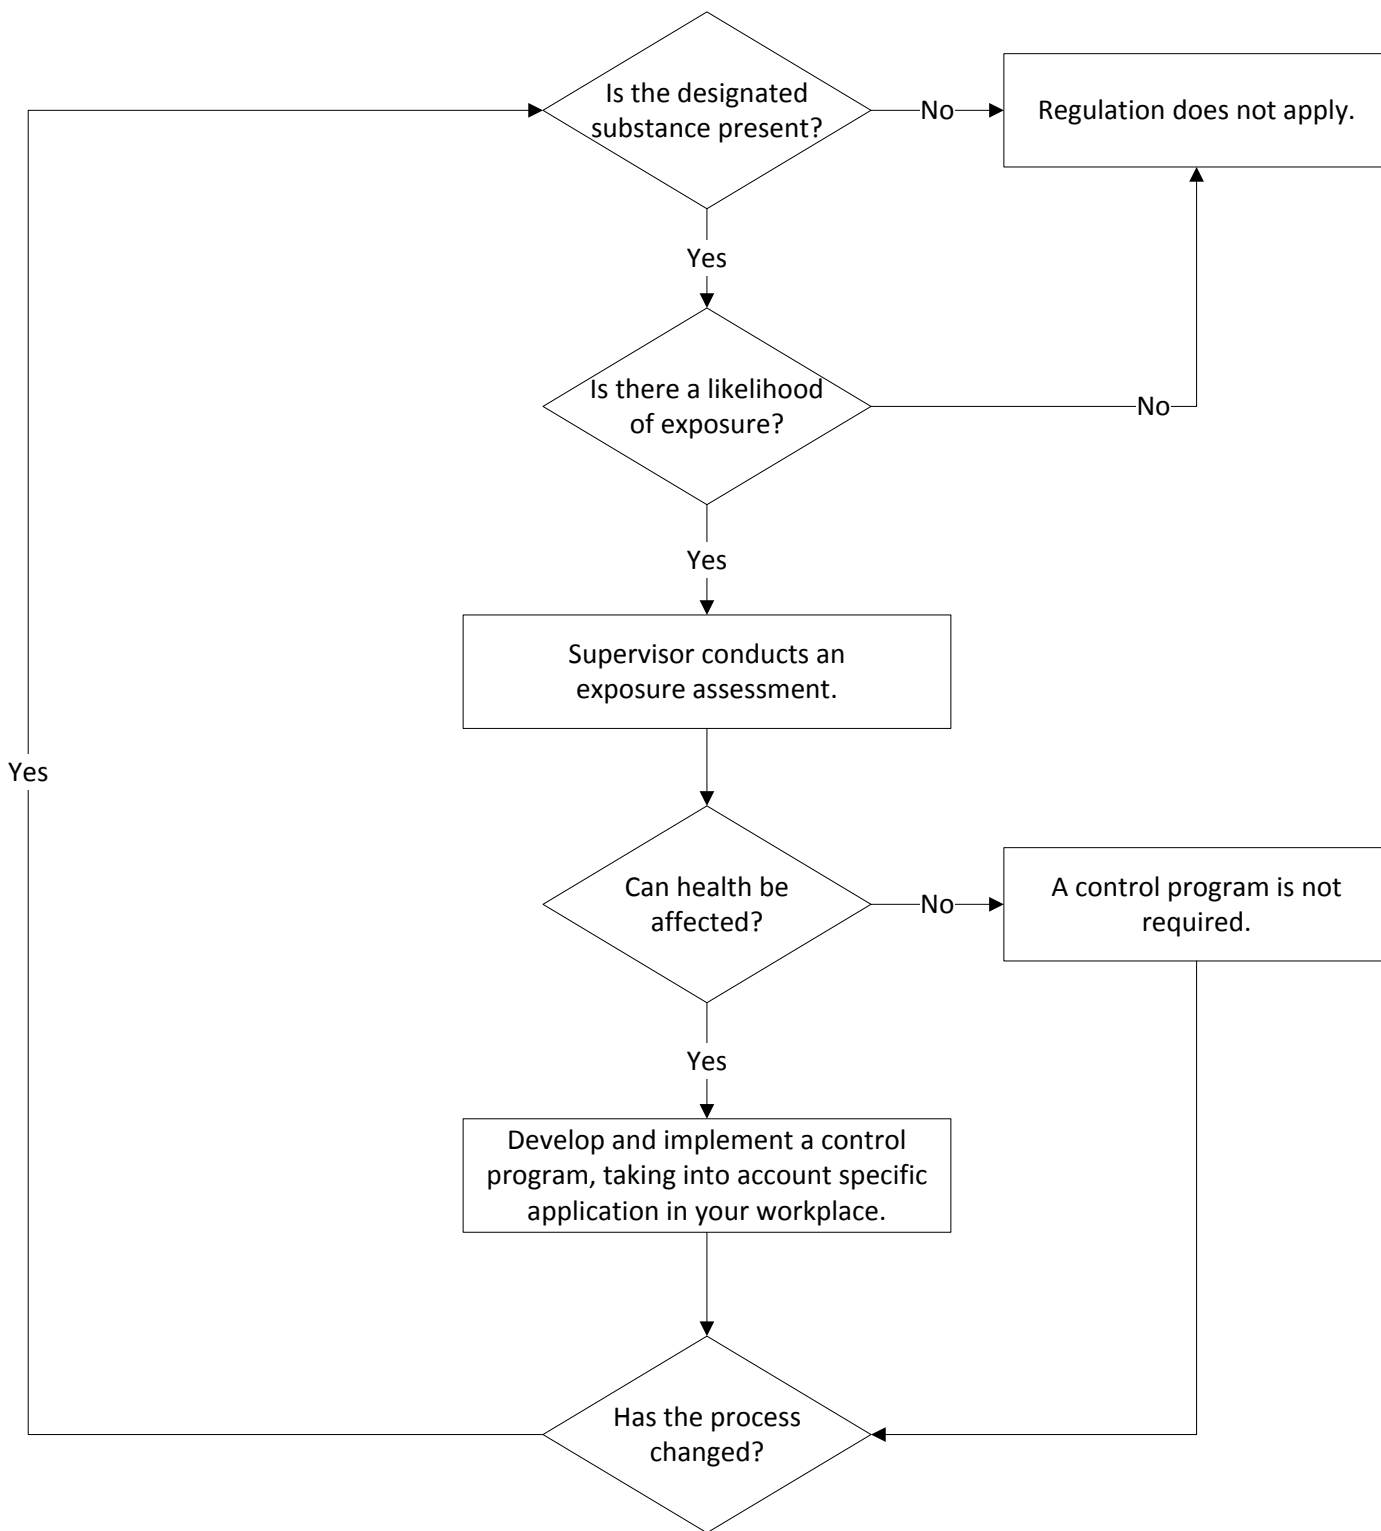 Is the designated
substance present?
No
Regulation does not apply.
Yes
Is there a likelihood
of exposure?
No
Yes
Supervisor conducts an
exposure assessment.
Yes
Can health be
affected?
No
A control program is not
required.
Yes
Develop and implement a control
program, taking into account specific
application in your workplace.
Has the process
changed?